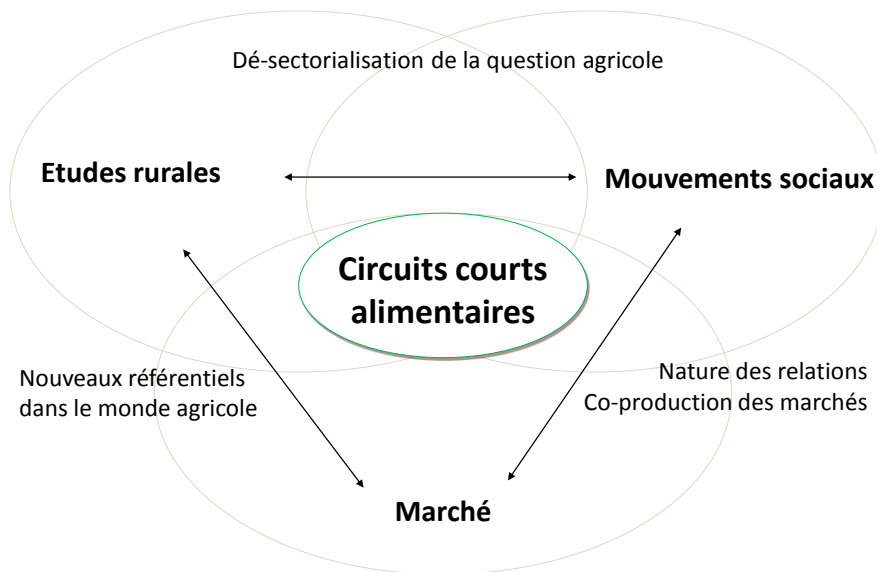 Dé-sectorialisation de la question agricole
Etudes rurales
Mouvements sociaux
Circuits courts
alimentaires
Nouveaux référentiels
dans le monde agricole
Nature des relations
Co-production des marchés
Marché